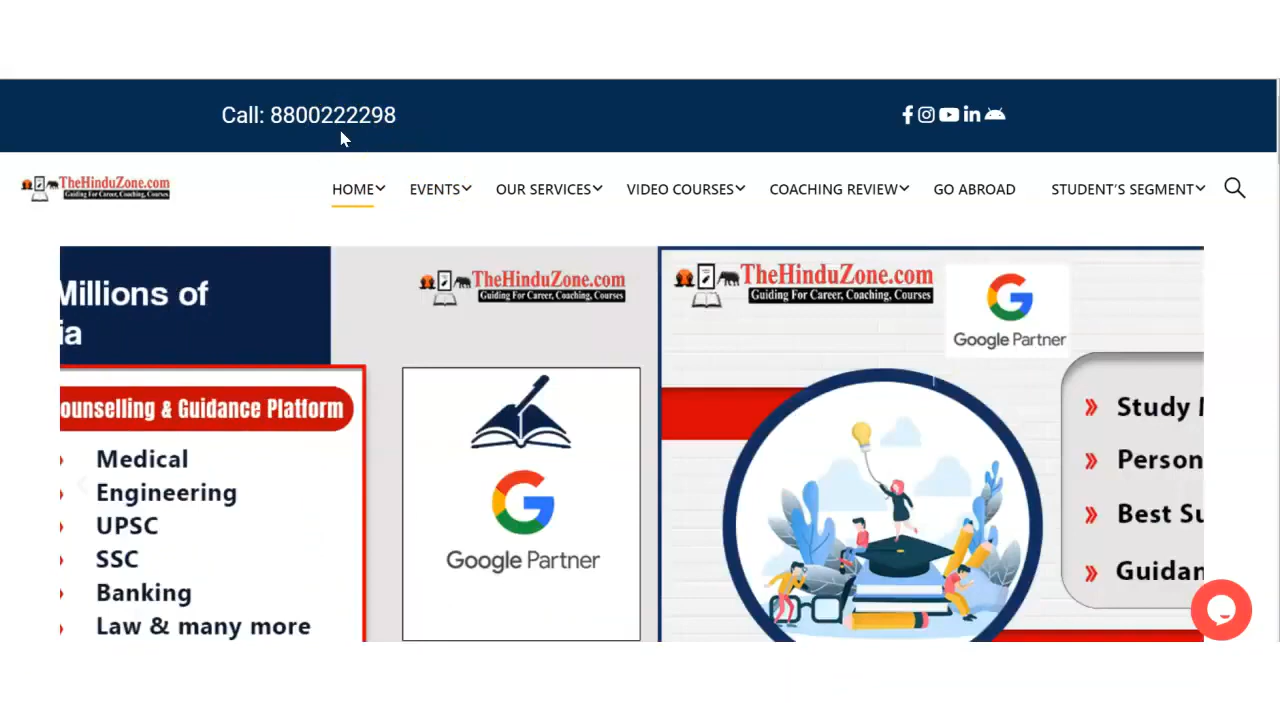 Call: 8800222298
TheHinduZone.com
Guiding For Career, Coaching, Courses
HOME
EVENTS
OUR SERVICES
VIDEO COURSES
COACHING REVIEW
GO ABROAD
STUDENT'S SEGMENT
Millions of
ia
ounselling & Guidance Platform
Medical
Engineering
UPSC
SSC
Banking
Law & many more
TheHinduZone.com
Guiding For Career, Coaching, Courses
Google Partner
TheHinduZone.com
Guiding For Career, Coaching, Courses
Google Partner
Study
Person
Best Su
Guidan